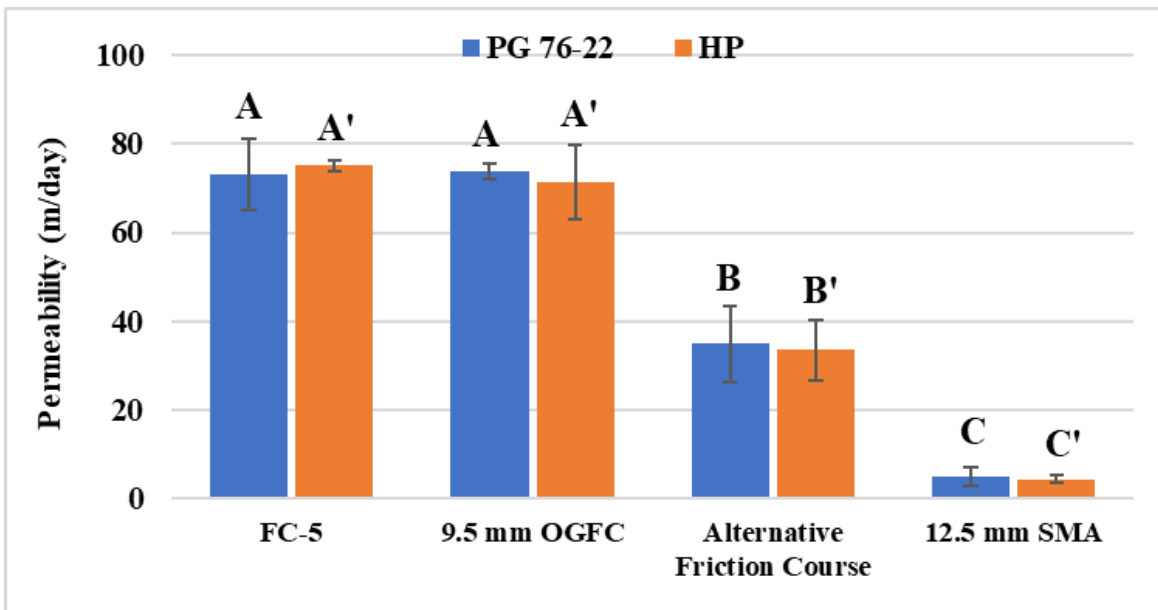 PG 76-22 HP
Permeability (m/day)
100
80
60
40
20
0
A A' A A' B B' C C'
FC-5 9.5 mm OGFC Alternative Friction Course 12.5 mm SMA